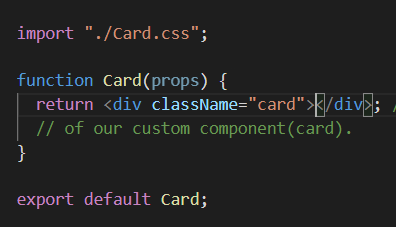 import "./Card.css";
function Card(props) {
return <div className="card"></div>; /
// of our custom component(card).
}
export default Card;